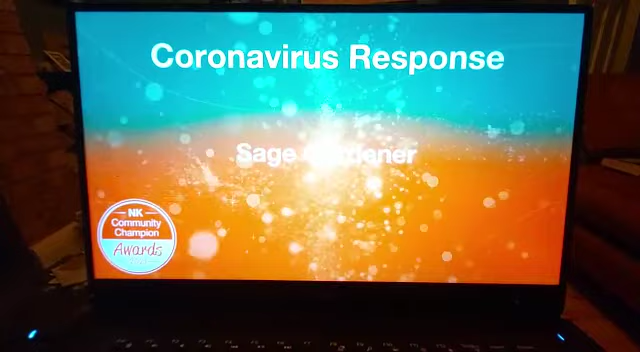 Coronavirus Response
Sage
NK
Community
Champion
Awards